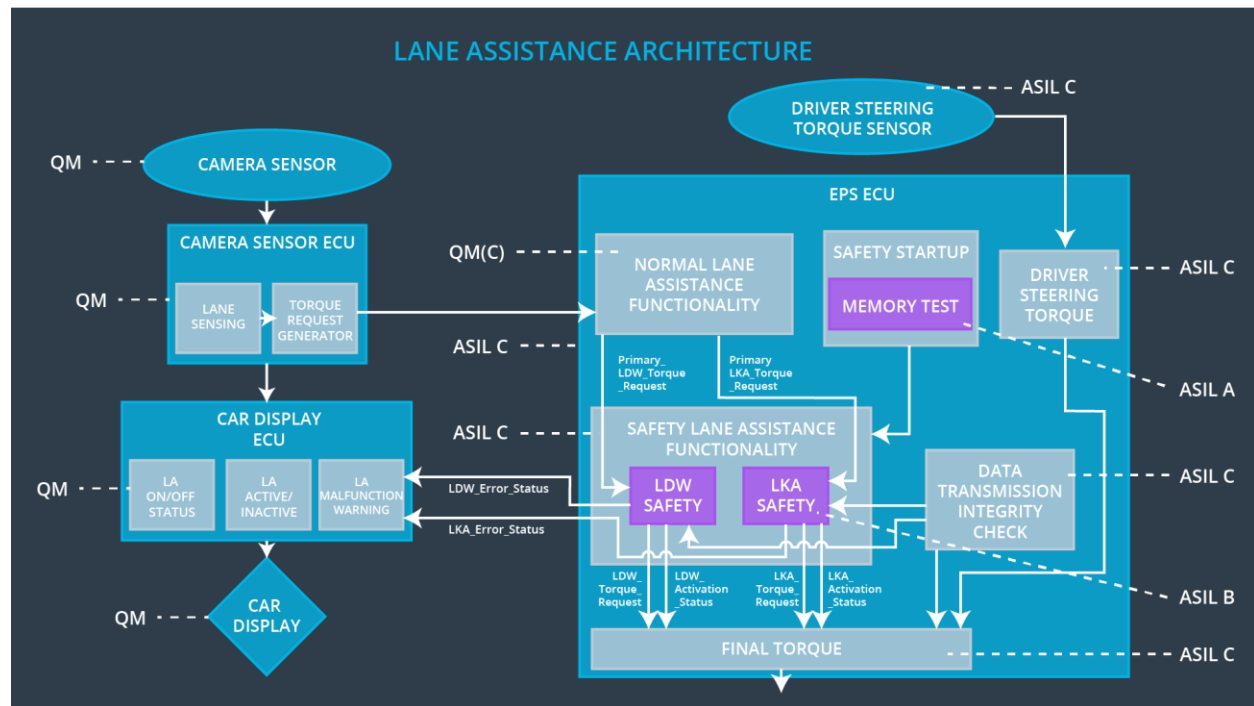 LANE ASSISTANCE ARCHITECTURE
ASIL C
DRIVER STEERING
TORQUE SENSOR
QM
CAMERA SENSOR
CAMERA SENSOR ECU
QM
LANE
SENSING
TORQUE
REQUEST
GENERATOR
EPS ECU
QM(C)
NORMAL LANE
ASSISTANCE
FUNCTIONALITY
SAFETY STARTUP
MEMORY TEST
DRIVER
STEERING
TORQUE
ASIL C
ASIL C
ASIL A
Primary_
LDW_Torque
_Request
Primary
LKA_Torque
_Request
CAR DISPLAY
ECU
QM
LA
ON/OFF
STATUS
LA
ACTIVE/
INACTIVE
LA
MALFUNCTION
WARNING
ASIL C
SAFETY LANE ASSISTANCE
FUNCTIONALITY
LDW
SAFETY
LKA
SAFETY
DATA
TRANSMISSION
INTEGRITY
CHECK
ASIL C
LDW_Error_Status
LKA_Error_Status
LDW_
Torque_
Request
LDW_
Activation
_Status
LKA_
Torque_
Request
LKA_
Activation
_Status
ASIL B
QM
CAR
DISPLAY
FINAL TORQUE
ASIL C